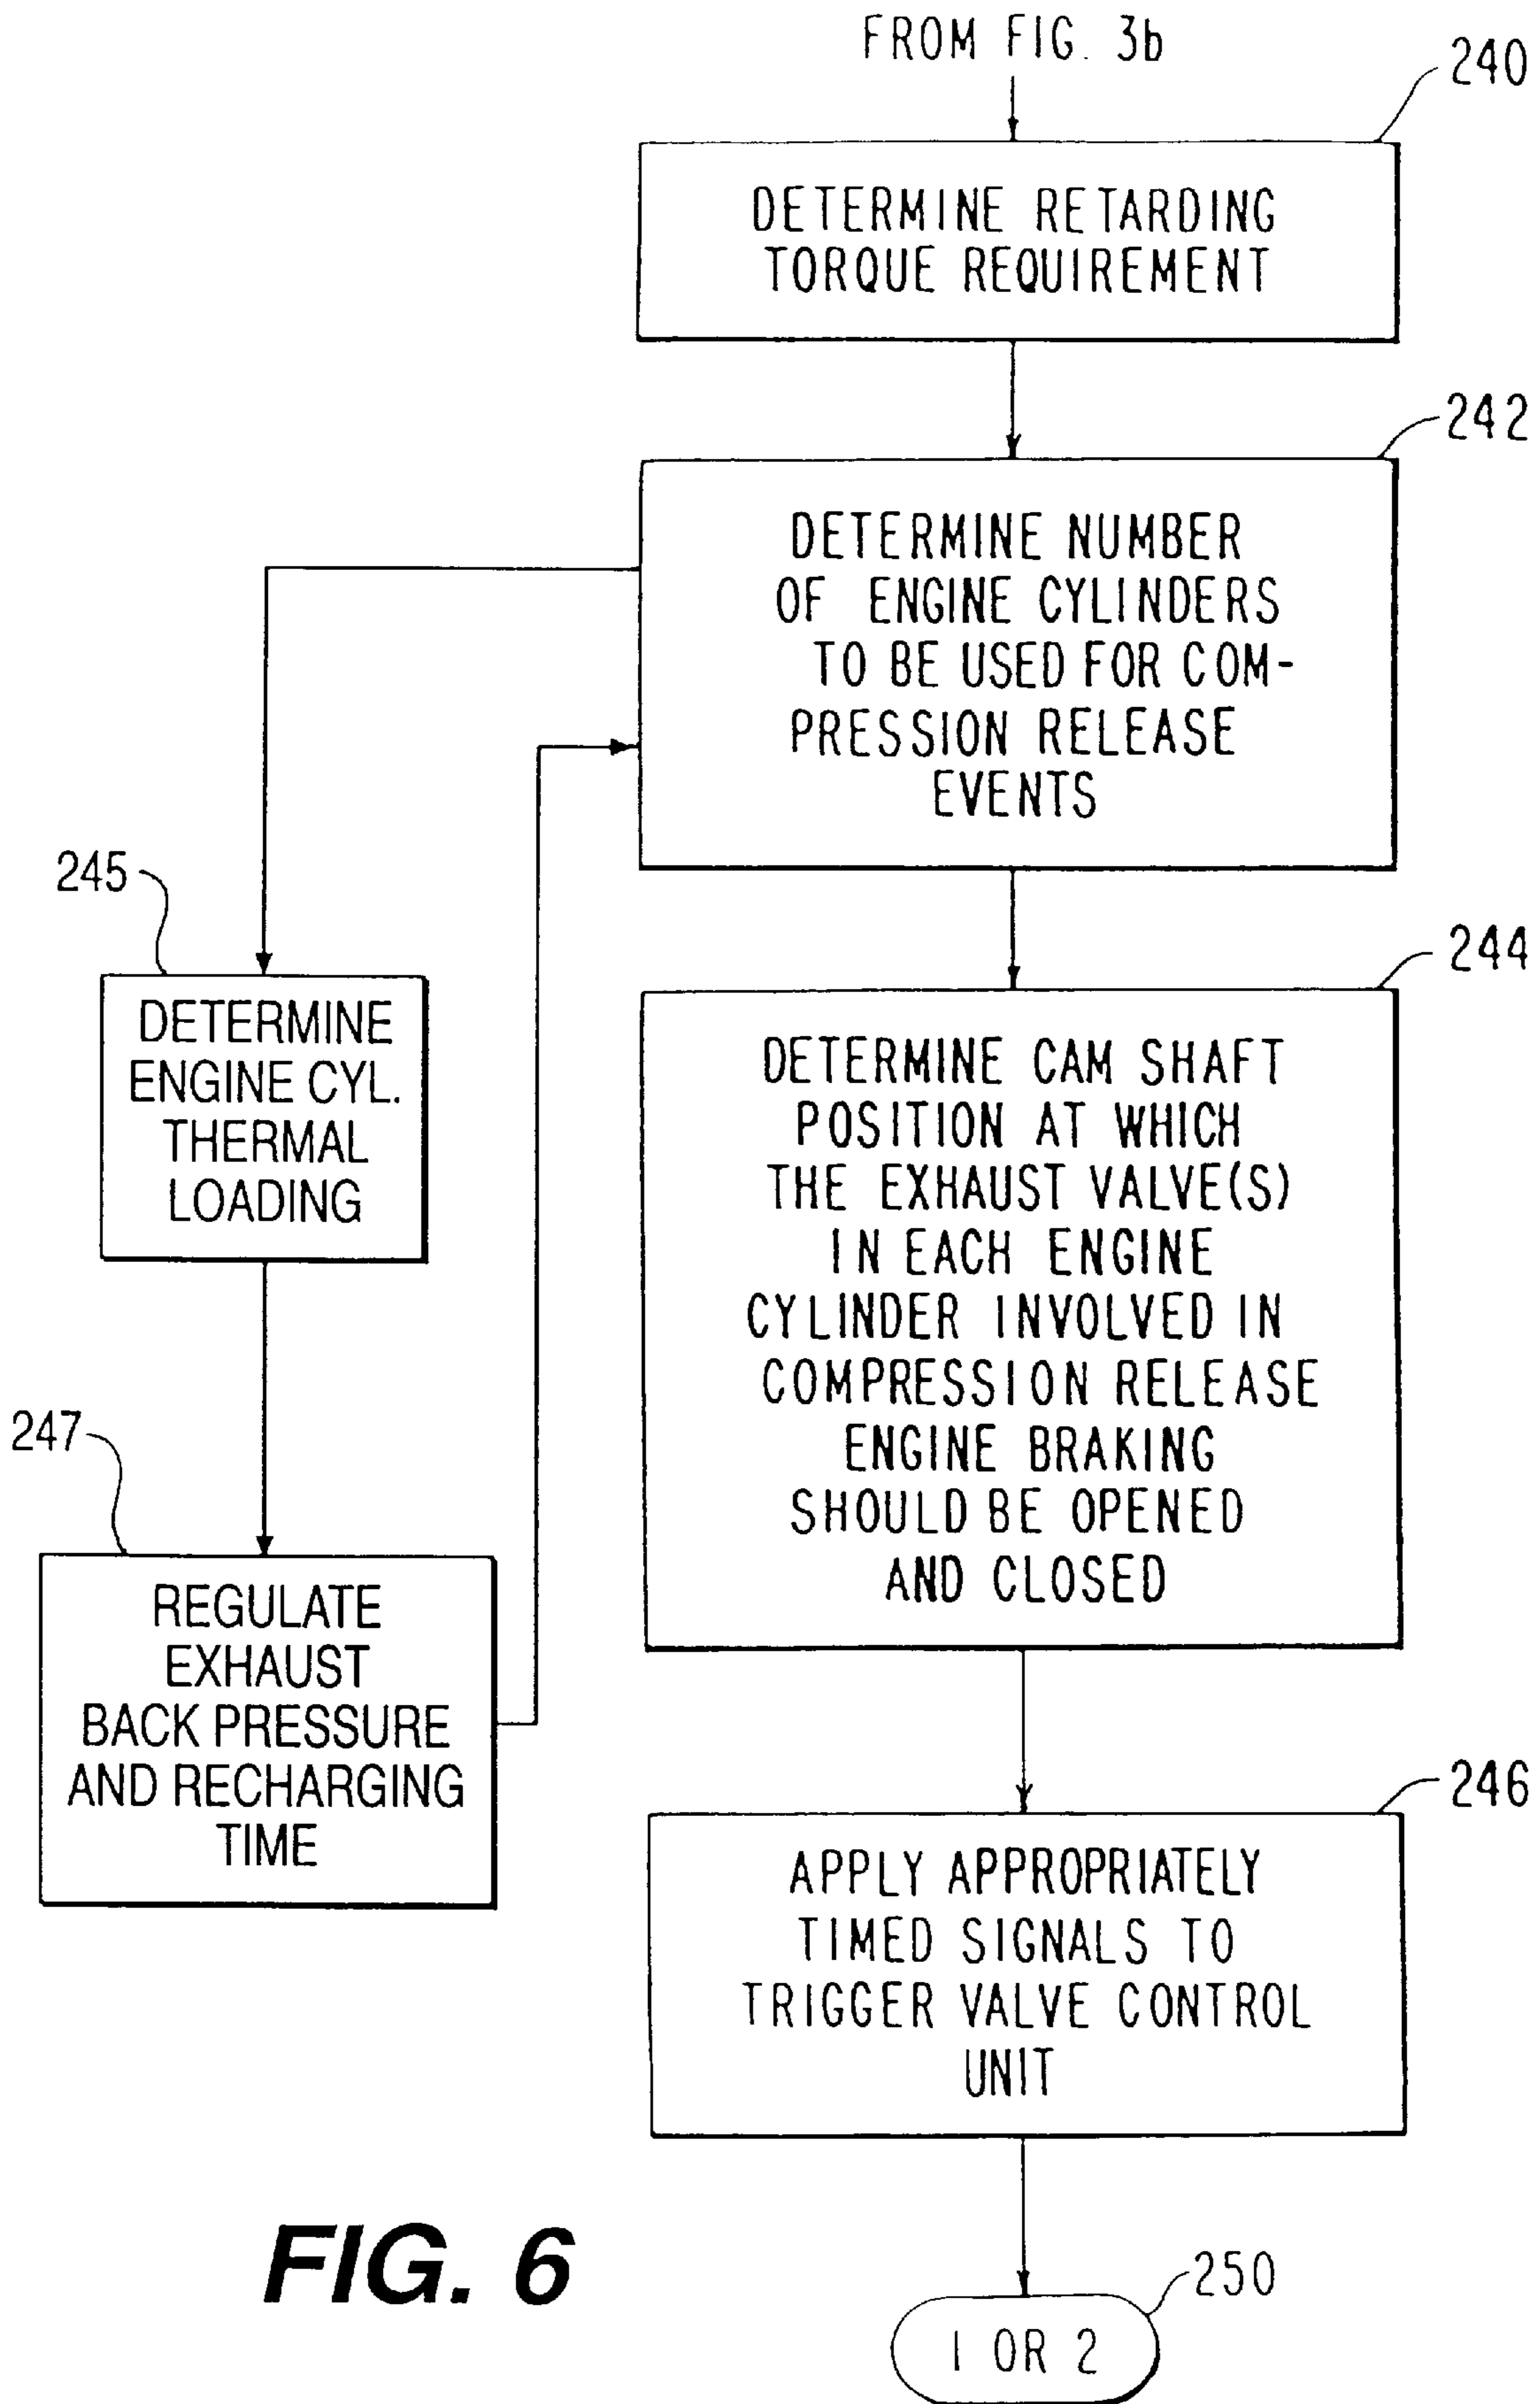 FROM FIG. 3b
240
DETERMINE RETARDING
TORQUE REQUIREMENT
242
DETERMINE NUMBER
OF ENGINE CYLINDERS
TO BE USED FOR COM-
PRESSION RELEASE
EVENTS
245
DETERMINE
ENGINE CYL.
THERMAL
LOADING
244
DETERMINE CAM SHAFT
POSITION AT WHICH
THE EXHAUST VALVE(S)
IN EACH ENGINE
CYLINDER INVOLVED IN
COMPRESSION RELEASE
ENGINE BRAKING
SHOULD BE OPENED
AND CLOSED
247
REGULATE
EXHAUST
BACK PRESSURE
AND RECHARGING
TIME
246
APPLY APPROPRIATELY
TIMED SIGNALS TO
TRIGGER VALVE CONTROL
UNIT
250
1 OR 2
FIG. 6